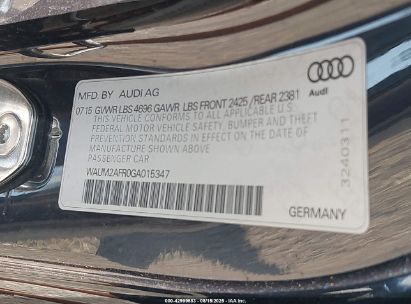 MFD. BY AUDI AG
07/15 GVWR LBS 4696 GAWR LBS FRONT 2425 /REAR 2381
THIS VEHICLE CONFORMS TO ALL APPLICABLE U.S.
FEDERAL MOTOR VEHICLE SAFETY, BUMPER AND THEFT
PREVENTION STANDARDS IN EFFECT ON THE
DATE OF MANUFACTURE SHOWN ABOVE.
PASSENGER CAR
WAUM2AFR0GA015347
Audi
3240311
GERMANY